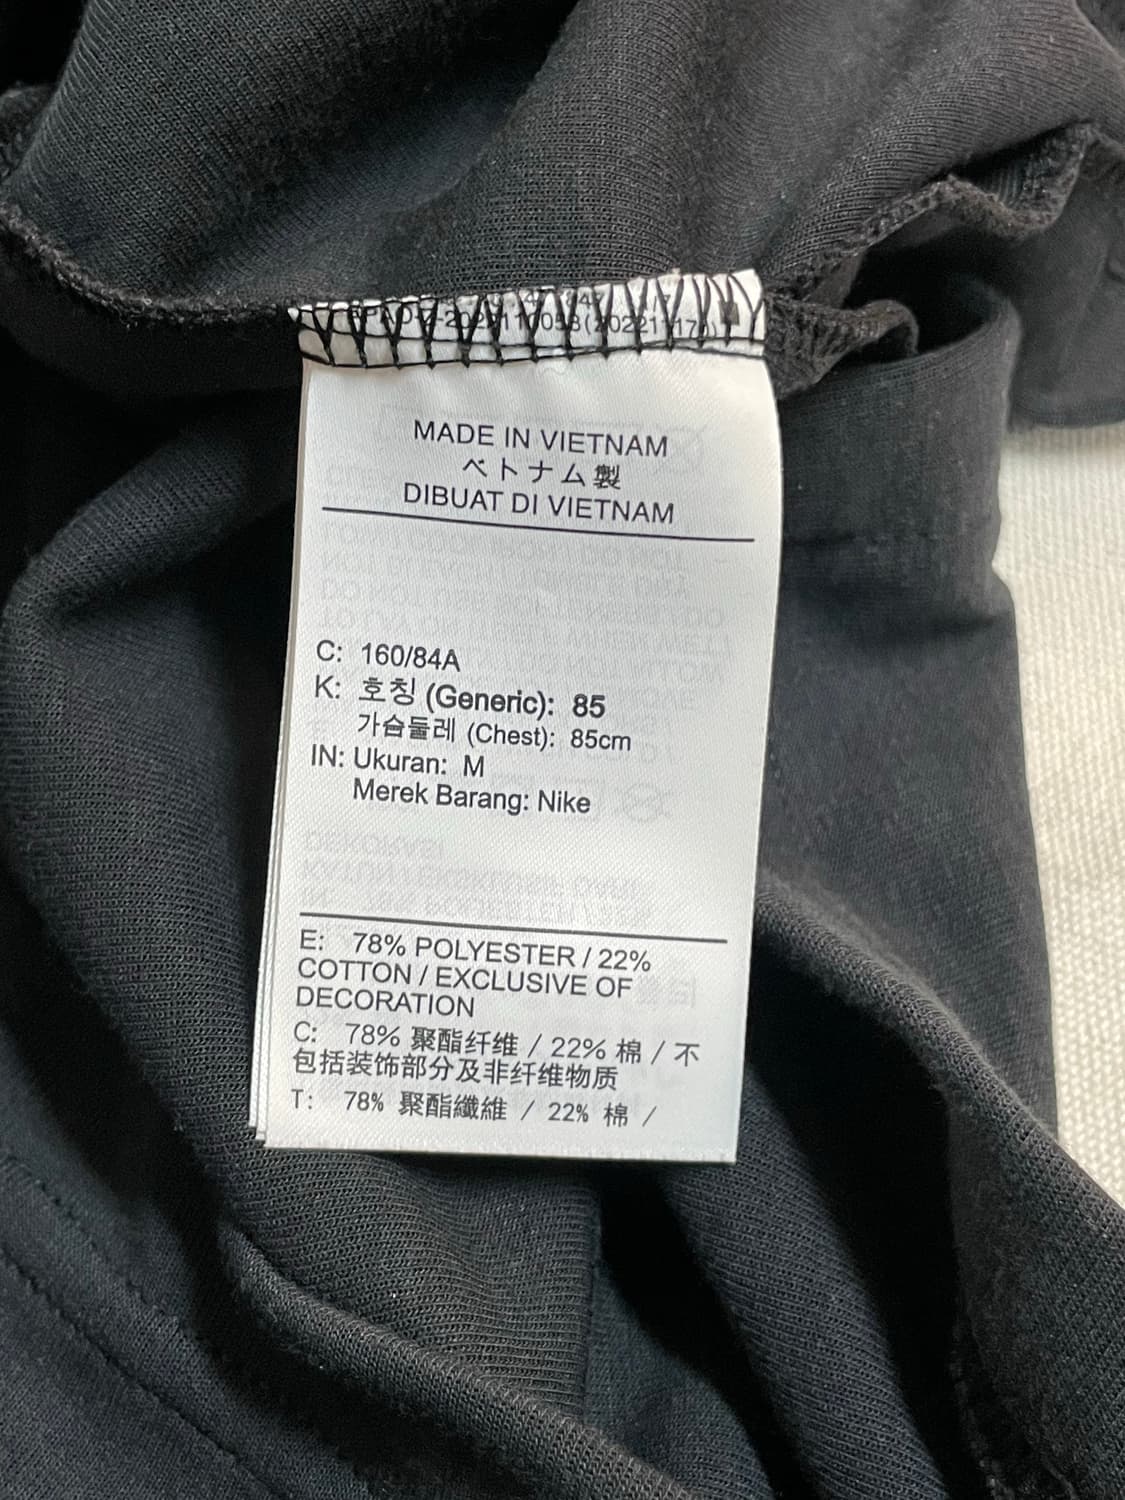 MADE IN VIETNAM
ベトナム製
DIBUAT DI VIETNAM
C: 160/84A
K: 호칭 (Generic): 85
가슴둘레 (Chest): 85cm
IN: Ukuran: M
Merek Barang: Nike
E: 78% POLYESTER / 22%
COTTON / EXCLUSIVE OF
DECORATION
C: 78% 聚酯纤维 / 22% 棉 / 不
包括装饰部分及非纤维物质
T: 78% 聚酯纖維 / 22% 棉 /